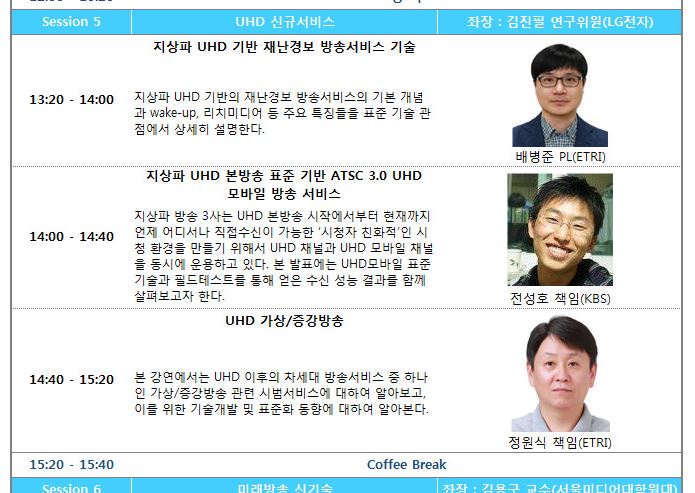 Session 5
UHD 신규서비스
좌장 : 김진필 연구위원(LG전자)
13:20 - 14:00
지상파 UHD 기반 재난경보 방송서비스 기술
지상파 UHD 기반의 재난경보 방송서비스의 기본 개념
과 wake-up, 리치미디어 등 주요 특징들을 표준 기술 관
점에서 상세히 설명한다.
배병준 PL(ETRI)
14:00 - 14:40
지상파 UHD 본방송 표준 기반 ATSC 3.0 UHD
모바일 방송 서비스
지상파 방송 3사는 UHD 본방송 시작에서부터 현재까지
언제 어디서나 직접수신이 가능한 '시청자 친화적'인 시
청 환경을 만들기 위해서 UHD 채널과 UHD 모바일 채널
을 동시에 운용하고 있다. 본 발표에는 UHD모바일 표준
기술과 필드테스트를 통해 얻은 수신 성능 결과를 함께
살펴보고자 한다.
전성호 책임(KBS)
14:40 - 15:20
UHD 가상/증강방송
본 강연에서는 UHD 이후의 차세대 방송서비스 중 하나
인 가상/증강방송 관련 시범서비스에 대하여 알아보고,
이를 위한 기술개발 및 표준화 동향에 대하여 알아본다.
정원식 책임(ETRI)
15:20 - 15:40
Coffee Break
Session 6
미래방송 신기술
좌장 : 김용구 교수(서울미디어대학원대)